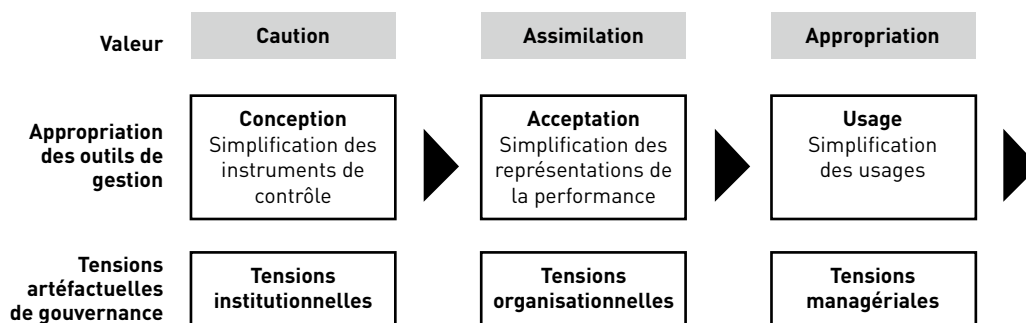 Valeur
Caution
Assimilation
Appropriation
Appropriation
des outils de
gestion
Conception
Simplification des
instruments de
contrôle
Acceptation
Simplification des
représentations de
la performance
Usage
Simplification
des usages
Tensions
artéfactuelles
de gouvernance
Tensions
institutionnelles
Tensions
organisationnelles
Tensions
managériales